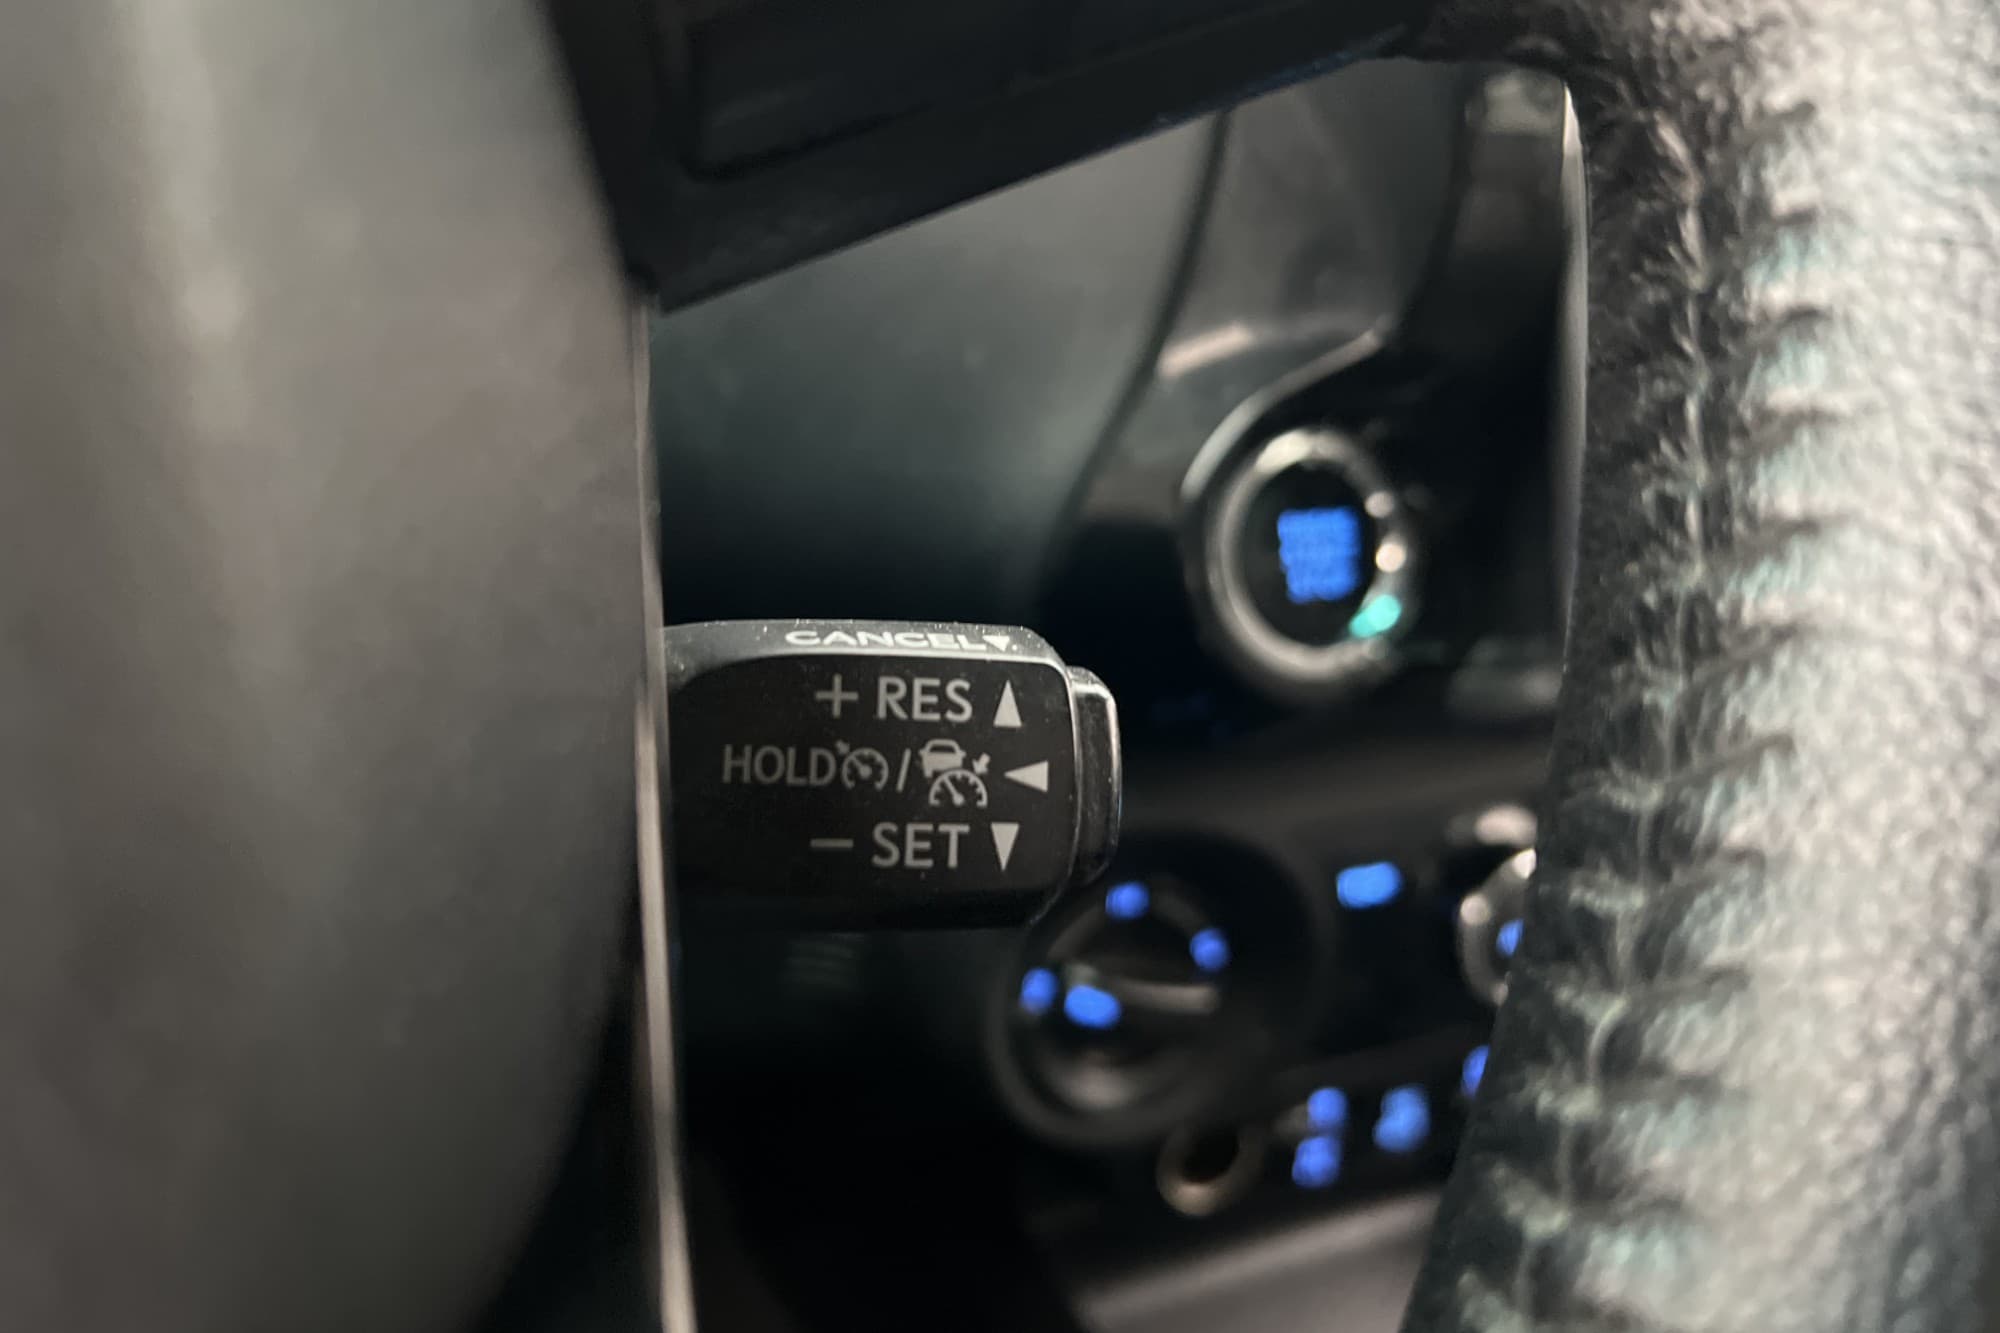 CANCEL▼
+ RES ▲
HOLD / ◀
− SET ▼